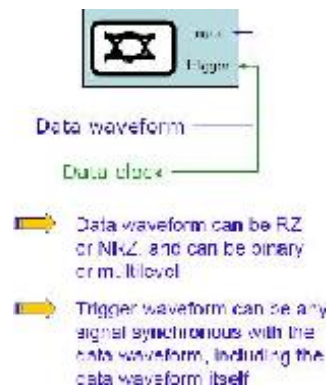 trigger
Data waveform
Data clock
Data waveform can be RZ
or NRZ, and can be binary
or multilevel
Trigger waveform can be any
signal synchronous with the
data waveform, including the
data waveform itself